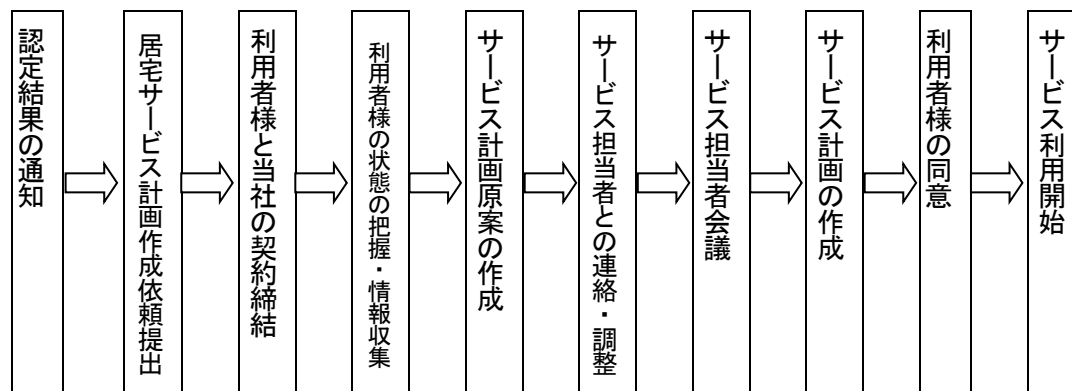 認定結果の通知
居宅サービス計画作成依頼提出
利用者様と当社の契約締結
利用者様の状態の把握・情報収集
サービス計画原案の作成
サービス担当者との連絡・調整
サービス担当者会議
サービス計画の作成
利用者様の同意
サービス利用開始